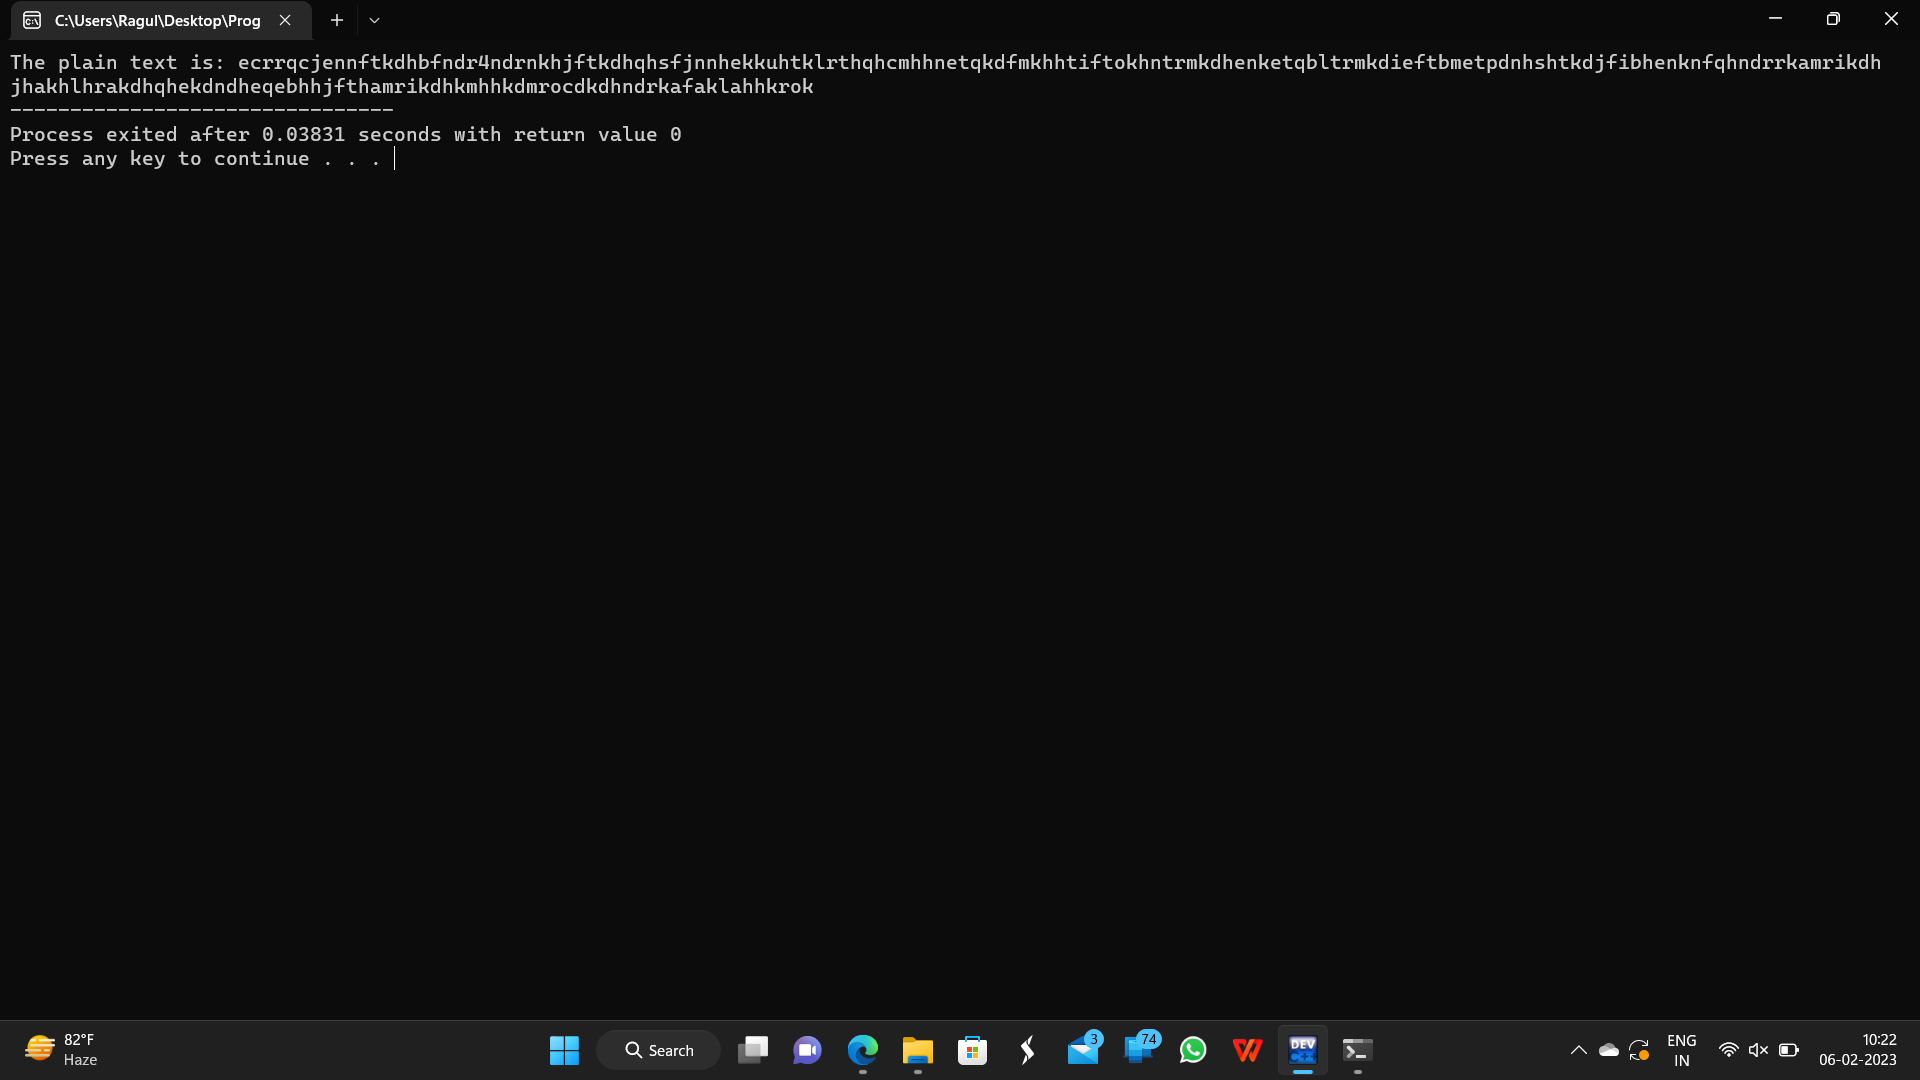 C:\Users\Ragul\Desktop\Prog
The plain text is: ecrrqcjennftkdhbfndr4ndrnkhjftkdhqhsfjnnhekkuhtklrthqhcmhhnetqkdfmkhhtiftokhntrmkdhenketqbltrmkdieftbmetpdnhshtkdjfibhenknfqhndrrkamrikdh
jhakhlhrakdhqhekdndheqebhhjfthamrikdhkmhhkdmrocdkdhndrkafaklahhkrok
--------------------------------
Process exited after 0.03831 seconds with return value 0
Press any key to continue . . .
82°F
Haze
Search
3
74
DEV
ENG
IN
10:22
06-02-2023